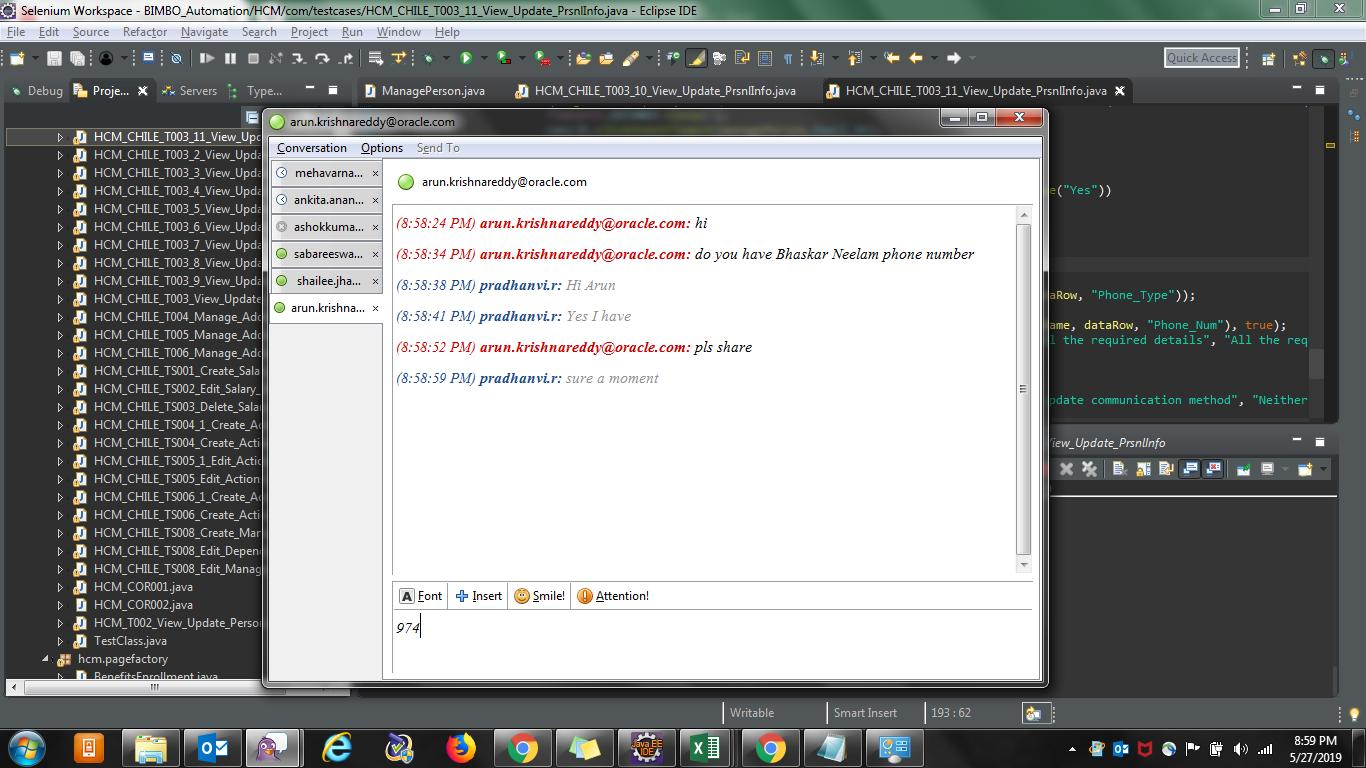 Selenium Workspace - BIMBO_Automation/HCM/com/testcases/HCM_CHILE_T003_11_View_Update_PrsnlInfo.java - Eclipse IDE
File Edit Source Refactor Navigate Search Project Run Window Help
Quick Access
Debug Proje... Servers Type...
ManagePerson.java HCM_CHILE_T003_10_View_Update_PrsnlInfo.java HCM_CHILE_T003_11_View_Update_PrsnlInfo.java
HCM_CHILE_T003_11_View_Upd
HCM_CHILE_T003_2_View_Upda
HCM_CHILE_T003_3_View_Upda
HCM_CHILE_T003_4_View_Upda
HCM_CHILE_T003_5_View_Upda
HCM_CHILE_T003_6_View_Upda
HCM_CHILE_T003_7_View_Upda
HCM_CHILE_T003_8_View_Upda
HCM_CHILE_T003_9_View_Upda
HCM_CHILE_T003_View_Update
HCM_CHILE_T004_Manage_Add
HCM_CHILE_T005_Manage_Add
HCM_CHILE_T006_Manage_Add
HCM_CHILE_TS001_Create_Sala
HCM_CHILE_TS002_Edit_Salary_
HCM_CHILE_TS003_Delete_Salar
HCM_CHILE_TS004_1_Create_Ac
HCM_CHILE_TS004_Create_Acti
HCM_CHILE_TS005_1_Edit_Actio
HCM_CHILE_TS005_Edit_Action
HCM_CHILE_TS006_1_Create_Ac
HCM_CHILE_TS006_Create_Acti
HCM_CHILE_TS008_Create_Mar
HCM_CHILE_TS008_Edit_Depen
HCM_CHILE_TS008_Edit_Manag
HCM_COR001.java
HCM_COR002.java
HCM_T002_View_Update_Perso
TestClass.java
hcm.pagefactory
BenefitsEnrollment.java
arun.krishnareddy@oracle.com
Conversation Options Send To
mehavarna...
ankita.anan...
ashokkuma...
sabareeswa...
shailee.jha...
arun.krishna...
arun.krishnareddy@oracle.com
(8:58:24 PM) arun.krishnareddy@oracle.com: hi
(8:58:34 PM) arun.krishnareddy@oracle.com: do you have Bhaskar Neelam phone number
(8:58:38 PM) pradhanvi.r: Hi Arun
(8:58:41 PM) pradhanvi.r: Yes I have
(8:58:52 PM) arun.krishnareddy@oracle.com: pls share
(8:58:59 PM) pradhanvi.r: sure a moment
Font Insert Smile! Attention!
974
e("Yes"))
aRow, "Phone_Type"));
ame, dataRow, "Phone_Num"), true);
l the required details", "All the req
pdate communication method", "Neither
iew_Update_PrsnlInfo
Writable Smart Insert 193 : 62
8:59 PM
5/27/2019